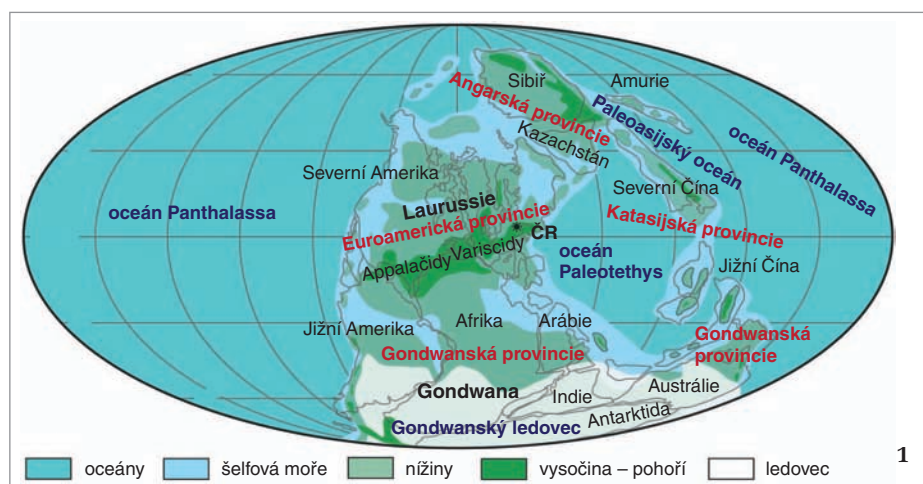 Sibiř
Amurie
Angarská provincie
Paleoasijský oceán
oceán Panthalassa
Kazachstán
Severní Amerika
Severní Čína
Laurussie
oceán Panthalassa
Euroamerická provincie
Katasijská provincie
ČR
Variscidy
oceán
Paleotethys
Appalačidy
Jižní Čína
Jižní Amerika
Afrika
Arábie
Gondwanská
provincie
Gondwanská provincie
Gondwana
Indie
Austrálie
Antarktida
Gondwanský ledovec
1
oceány
šelfová moře
nížiny
vysočina – pohoří
ledovec